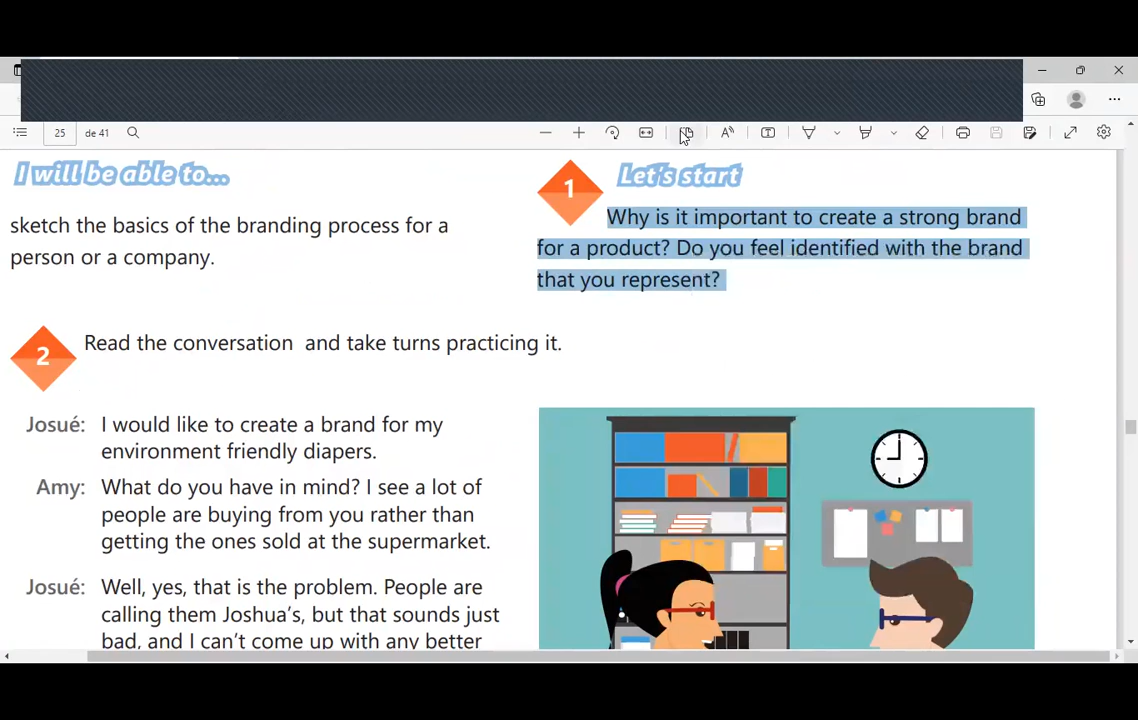 25 de 41
I will be able to...
sketch the basics of the branding process for a
person or a company.
1 Let's start
Why is it important to create a strong brand
for a product? Do you feel identified with the brand
that you represent?
2 Read the conversation and take turns practicing it.
Josué: I would like to create a brand for my
environment friendly diapers.
Amy: What do you have in mind? I see a lot of
people are buying from you rather than
getting the ones sold at the supermarket.
Josué: Well, yes, that is the problem. People are
calling them Joshua's, but that sounds just
bad, and I can't come up with any better